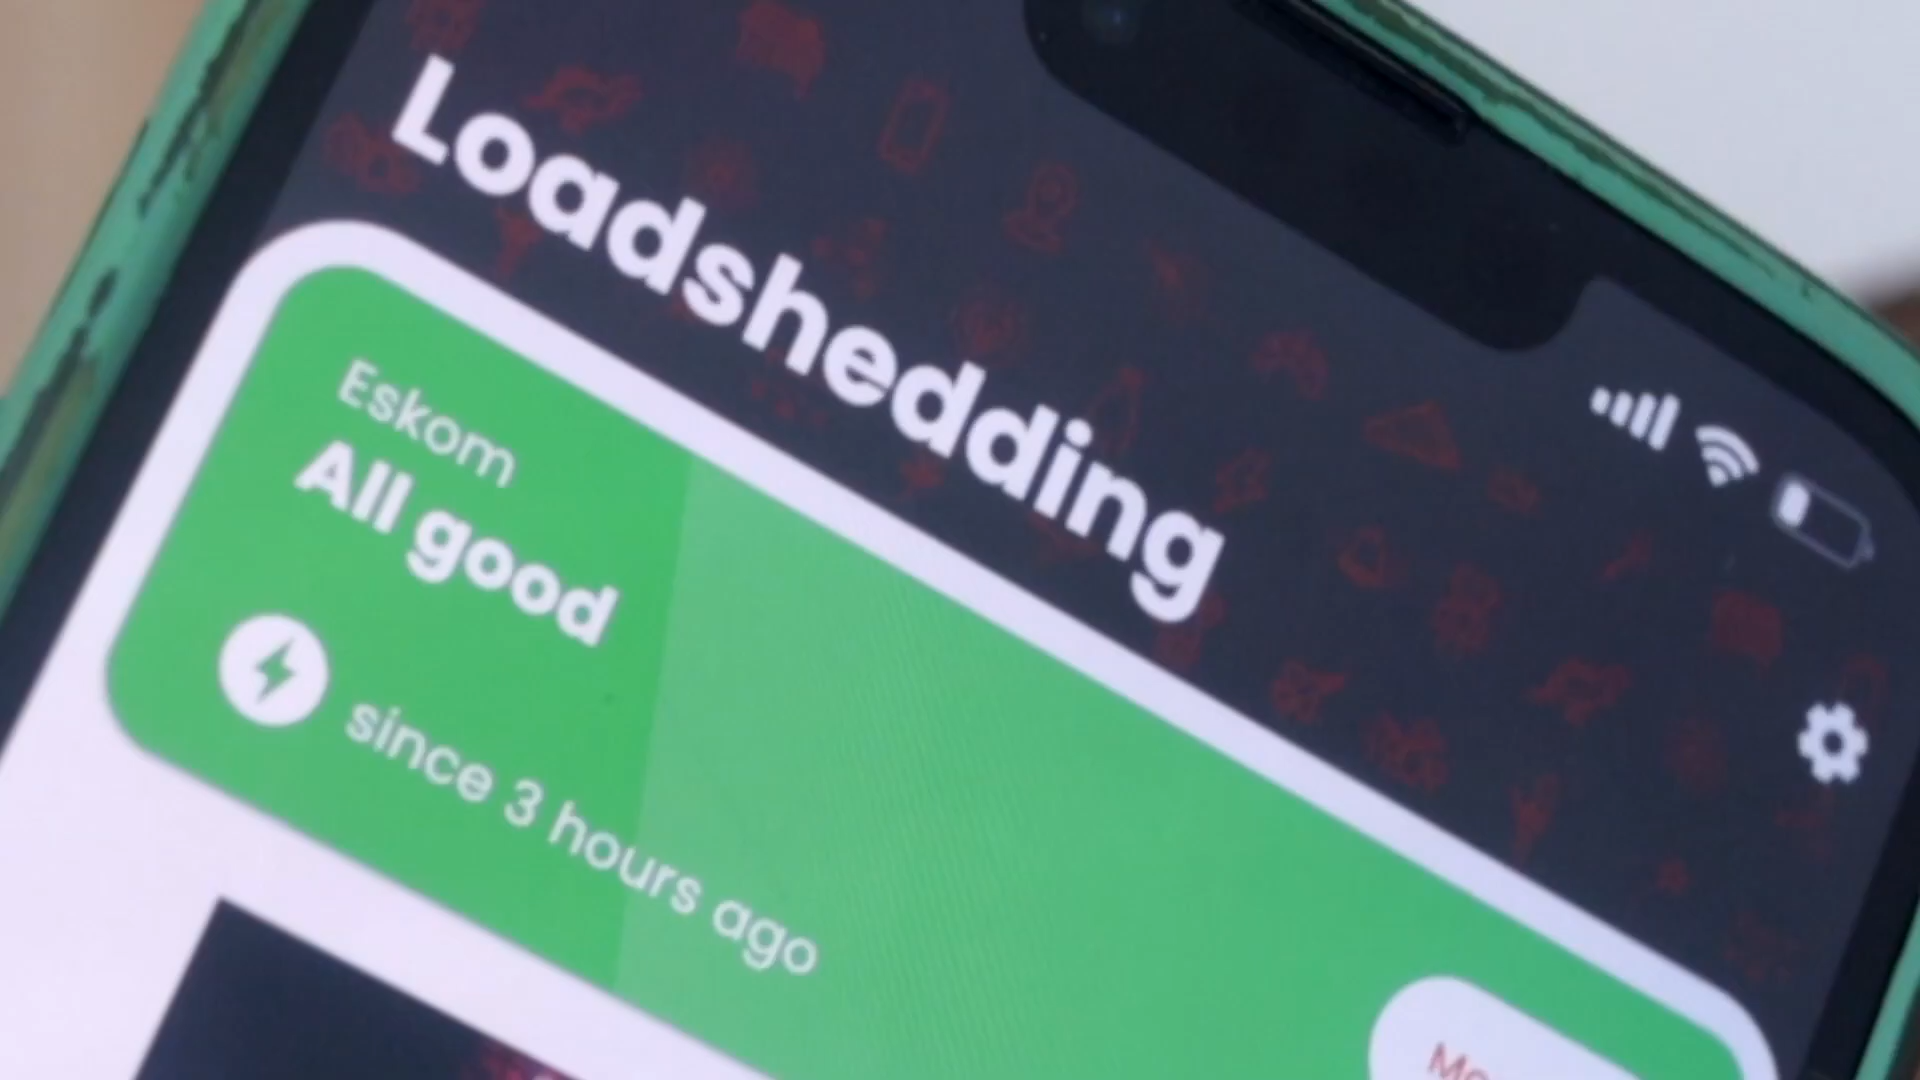 Loadshedding
Eskom
All good
since 3 hours ago